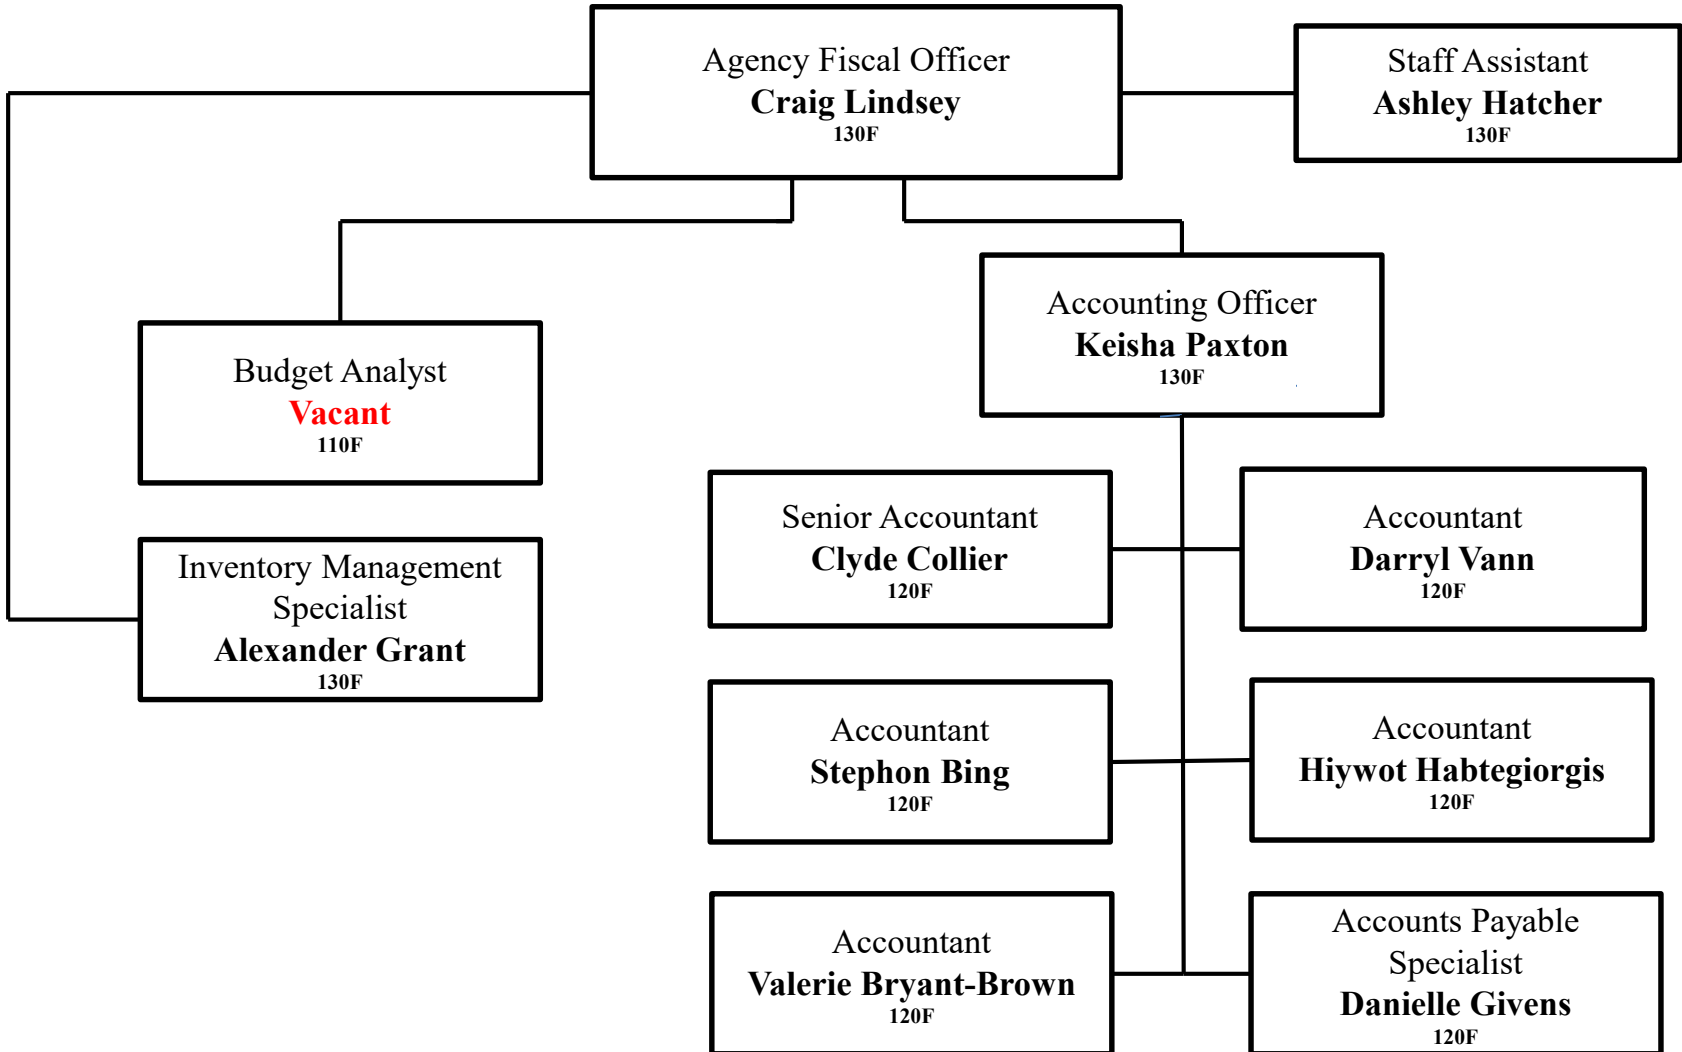 Agency Fiscal Officer
Craig Lindsey
130F
Staff Assistant
Ashley Hatcher
130F
Accounting Officer
Keisha Paxton
130F
Budget Analyst
Vacant
110F
Inventory Management
Specialist
Alexander Grant
130F
Senior Accountant
Clyde Collier
120F
Accountant
Darryl Vann
120F
Accountant
Stephon Bing
120F
Accountant
Hiywot Habtegiorgis
120F
Accountant
Valerie Bryant-Brown
120F
Accounts Payable
Specialist
Danielle Givens
120F